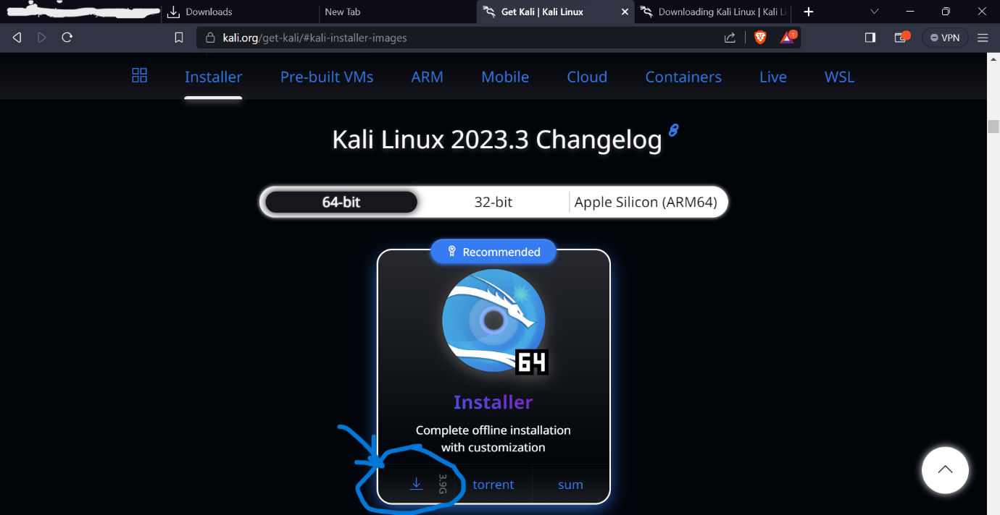 Downloads
New Tab
Get Kali | Kali Linux
Downloading Kali Linux | Kali Li
kali.org/get-kali/#kali-installer-images
1
VPN
Installer
Pre-built VMs
ARM
Mobile
Cloud
Containers
Live
WSL
Kali Linux 2023.3 Changelog
64-bit
32-bit
Apple Silicon (ARM64)
Recommended
64
Installer
Complete offline installation
with customization
3.9G
torrent
sum